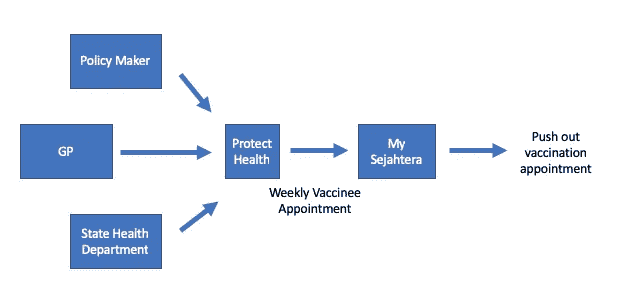 Policy Maker
GP
Protect
Health
My
Sejahtera
Push out
vaccination
appointment
Weekly Vaccinee
Appointment
State Health
Department